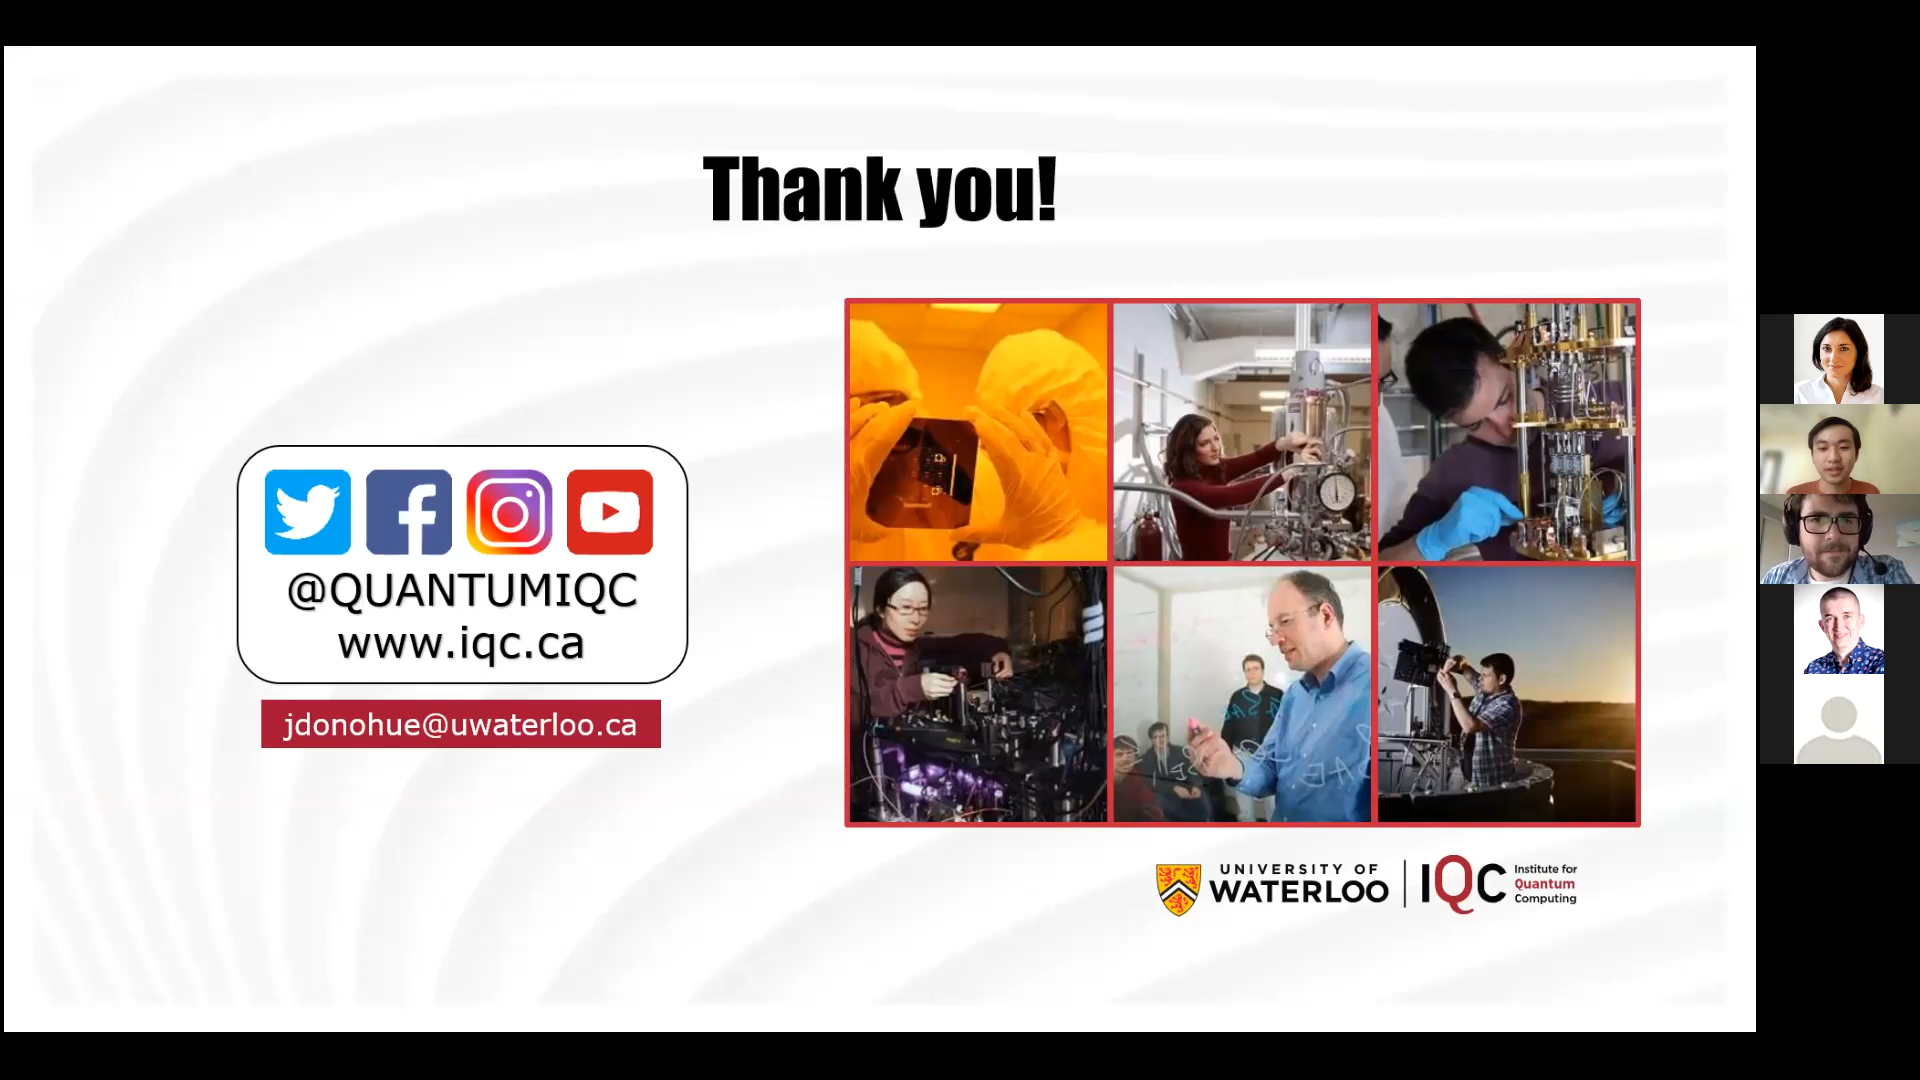 Thank you!
@QUANTUMIQC
www.iqc.ca
jdonohue@uwaterloo.ca
UNIVERSITY OF
WATERLOO
IQC
Institute for
Quantum
Computing